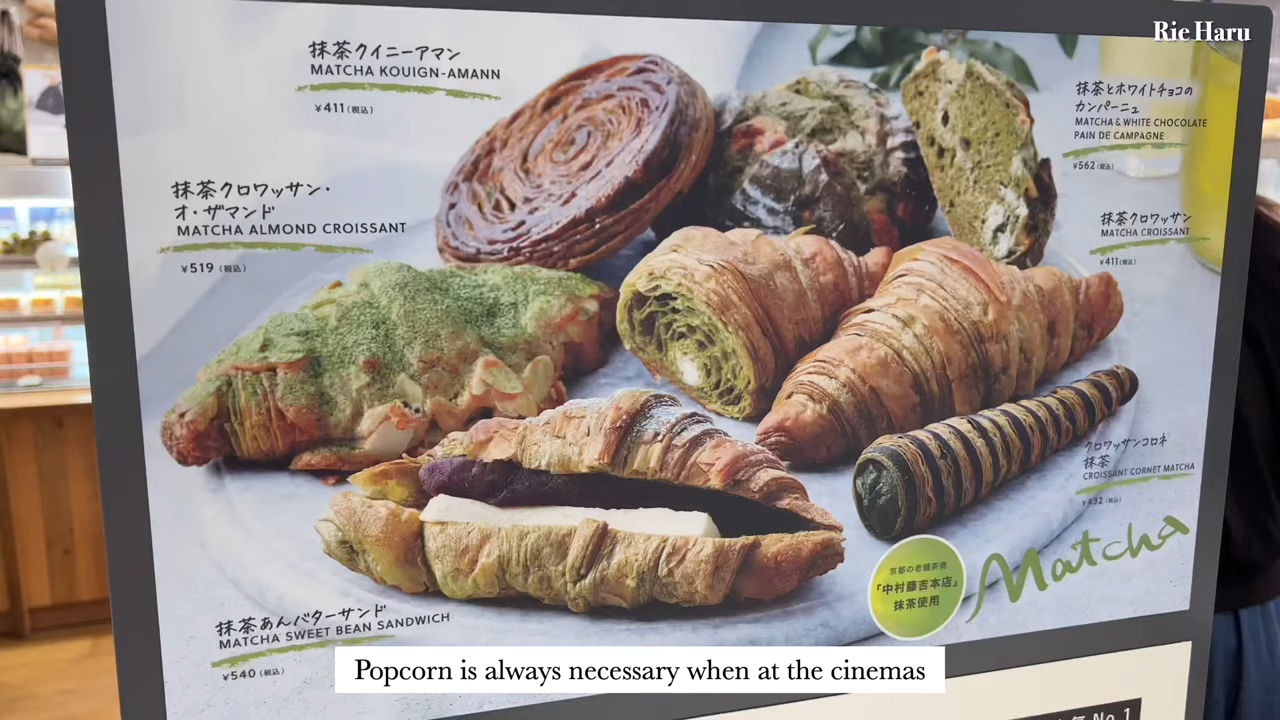 Rie Haru
抹茶クイニーアマン
MATCHA KOUIGN-AMANN
¥411(税込)
抹茶とホワイトチョコの
カンパーニュ
MATCHA & WHITE CHOCOLATE
PAIN DE CAMPAGNE
¥562(税込)
抹茶クロワッサン・
オ・ザマンド
MATCHA ALMOND CROISSANT
¥519(税込)
抹茶クロワッサン
MATCHA CROISSANT
¥411(税込)
クロワッサンコロネ
抹茶
CROISSANT CORNET MATCHA
¥432(税込)
京都の老舗茶商
「中村藤吉本店」
抹茶使用
Matcha
抹茶あんバターサンド
MATCHA SWEET BEAN SANDWICH
¥540(税込)
Popcorn is always necessary when at the cinemas
No.1